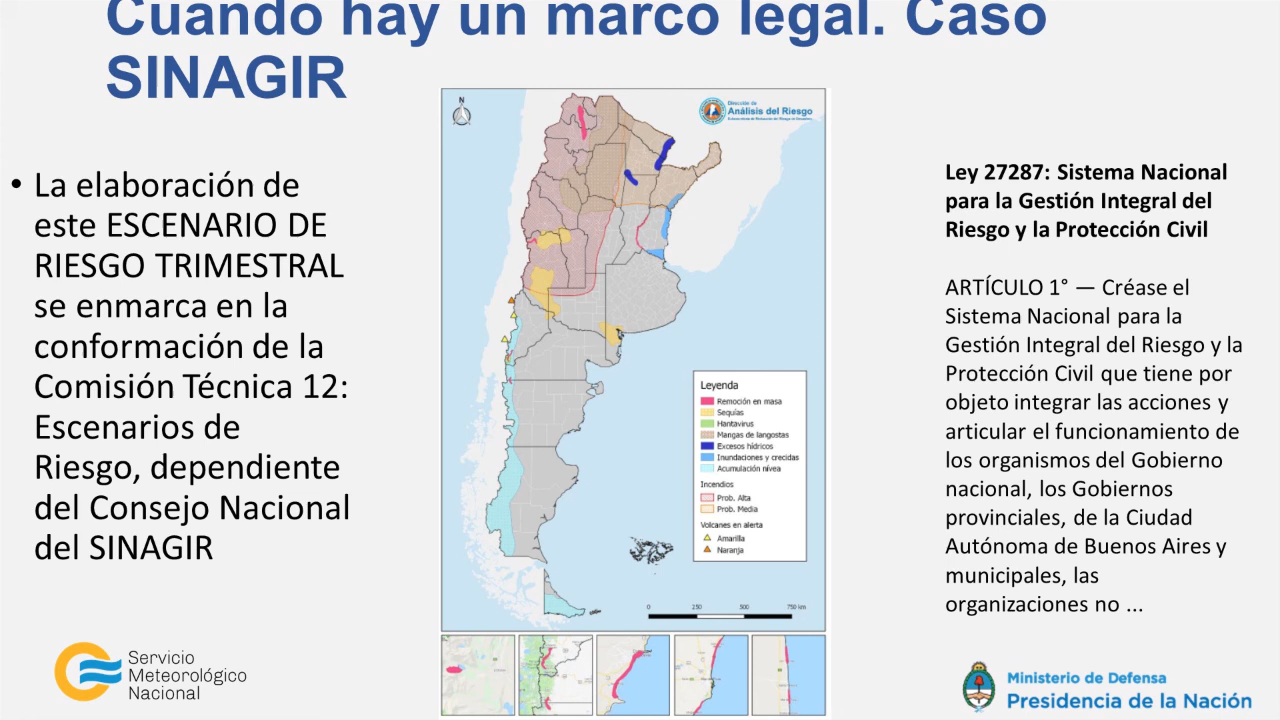 Cuando hay un marco legal. Caso
SINAGIR
• La elaboración de
este ESCENARIO DE
RIESGO TRIMESTRAL
se enmarca en la
conformación de la
Comisión Técnica 12:
Escenarios de
Riesgo, dependiente
del Consejo Nacional
del SINAGIR
N
Dirección de
Análisis del Riesgo
Leyenda
Remoción en masa
Sequías
Hantavirus
Mangas de langostas
Excesos hídricos
Inundaciones y crecidas
Acumulación nívea
Incendios
Prob. Alta
Prob. Media
Volcanes en alerta
Amarilla
Naranja
0 250 500 750 km
Ley 27287: Sistema Nacional
para la Gestión Integral del
Riesgo y la Protección Civil
ARTÍCULO 1° — Créase el
Sistema Nacional para la
Gestión Integral del Riesgo y la
Protección Civil que tiene por
objeto integrar las acciones y
articular el funcionamiento de
los organismos del Gobierno
nacional, los Gobiernos
provinciales, de la Ciudad
Autónoma de Buenos Aires y
municipales, las
organizaciones no ...
Servicio
Meteorológico
Nacional
Ministerio de Defensa
Presidencia de la Nación